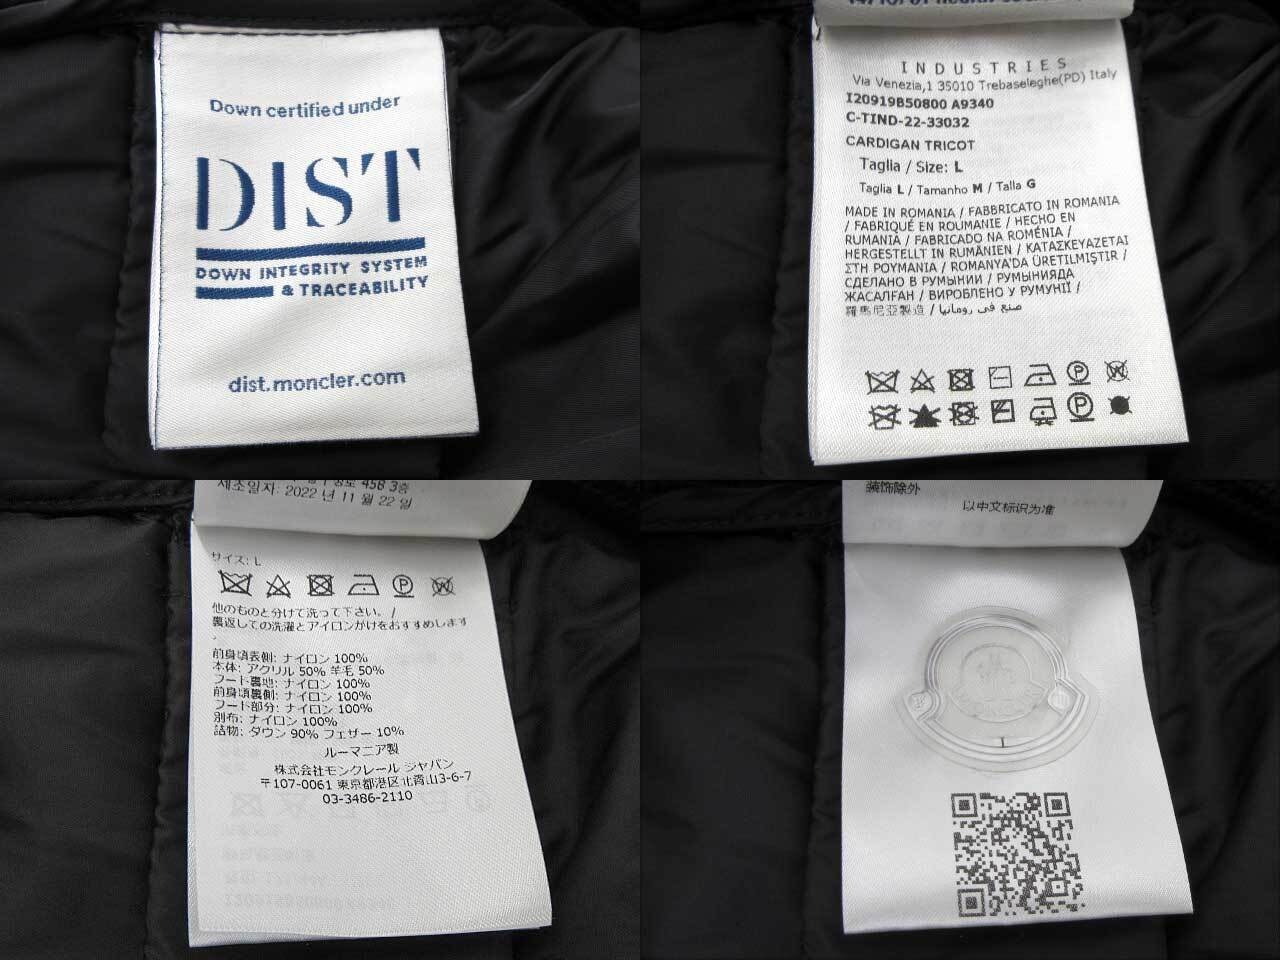 Down certified under
DIST
DOWN INTEGRITY SYSTEM
& TRACEABILITY
dist.moncler.com
INDUSTRIES
Via Venezia,1 35010 Trebaseleghe(PD) Italy
I20919B50800 A9340
C-TIND-22-33032
CARDIGAN TRICOT
Taglia / Size: L
Taglia L / Tamanho M / Talla G
MADE IN ROMANIA / FABBRICATO IN ROMANIA
/ FABRIQUÉ EN ROUMANIE / HECHO EN
RUMANIA / FABRICADO NA ROMÉNIA /
HERGESTELLT IN RUMÄNIEN / ΚΑΤΑΣΚΕΥΑΖΕΤΑΙ
ΣΤΗ ΡΟΥΜΑΝΙΑ / ROMANYA'DA ÜRETILMIŞTIR /
СДЕЛАНО В РУМЫНИИ / РУМЫНИЯДА
ЖАСАЛҒАН / ВИРОБЛЕНО У РУМУНІЇ /
羅馬尼亞製造 / صنع في رومانيا
45B 3층
제조일자: 2022 년 11 월 22 일
サイズ: L
他のものと分けて洗って下さい。 /
裏返しての洗濯とアイロンがけをおすすめします
。
前身頃表側: ナイロン 100%
本体: アクリル 50% 羊毛 50%
フード裏地: ナイロン 100%
前身頃裏側: ナイロン 100%
フード部分: ナイロン 100%
別布: ナイロン 100%
詰物: ダウン 90% フェザー 10%
ルーマニア製
株式会社モンクレール ジャパン
〒107-0061 東京都港区北青山3-6-7
03-3486-2110
装饰除外
以中文标识为准